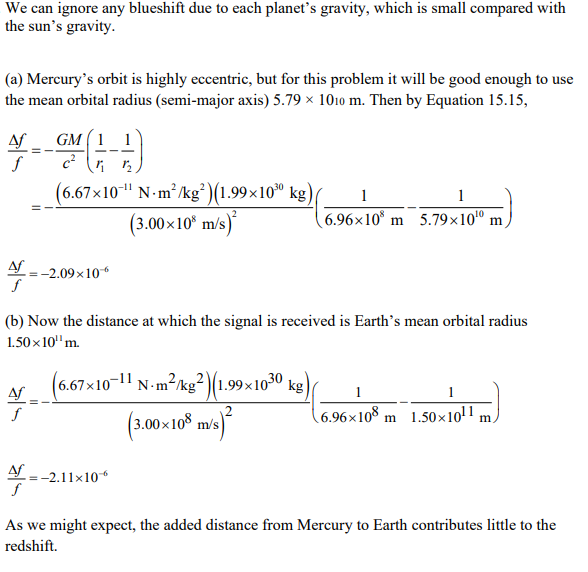 We can ignore any blueshift due to each planet's gravity, which is small compared with
the sun's gravity.
(a) Mercury's orbit is highly eccentric, but for this problem it will be good enough to use
the mean orbital radius (semi-major axis) 5.79 × 10₁₀ m. Then by Equation 15.15,
Δf/f = −GM/c² (1/r₁ − 1/r₂)
= −(6.67×10⁻¹¹ N·m²/kg²)(1.99×10³⁰ kg)/(3.00×10⁸ m/s)² (1/6.96×10⁸ m − 1/5.79×10¹⁰ m)
Δf/f = −2.09×10⁻⁶
(b) Now the distance at which the signal is received is Earth's mean orbital radius
1.50×10¹¹ m.
Δf/f = −(6.67×10⁻¹¹ N·m²/kg²)(1.99×10³⁰ kg)/(3.00×10⁸ m/s)² (1/6.96×10⁸ m − 1/1.50×10¹¹ m)
Δf/f = −2.11×10⁻⁶
As we might expect, the added distance from Mercury to Earth contributes little to the
redshift.